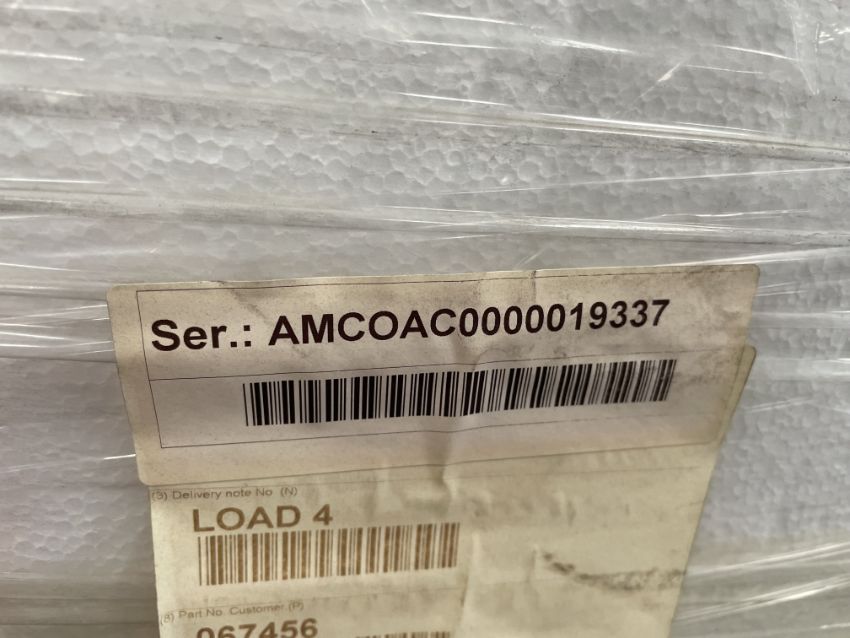 Ser.: AMCOAC0000019337
(3) Delivery note No (N)
LOAD 4
(8) Part No. Customer (P)
067456